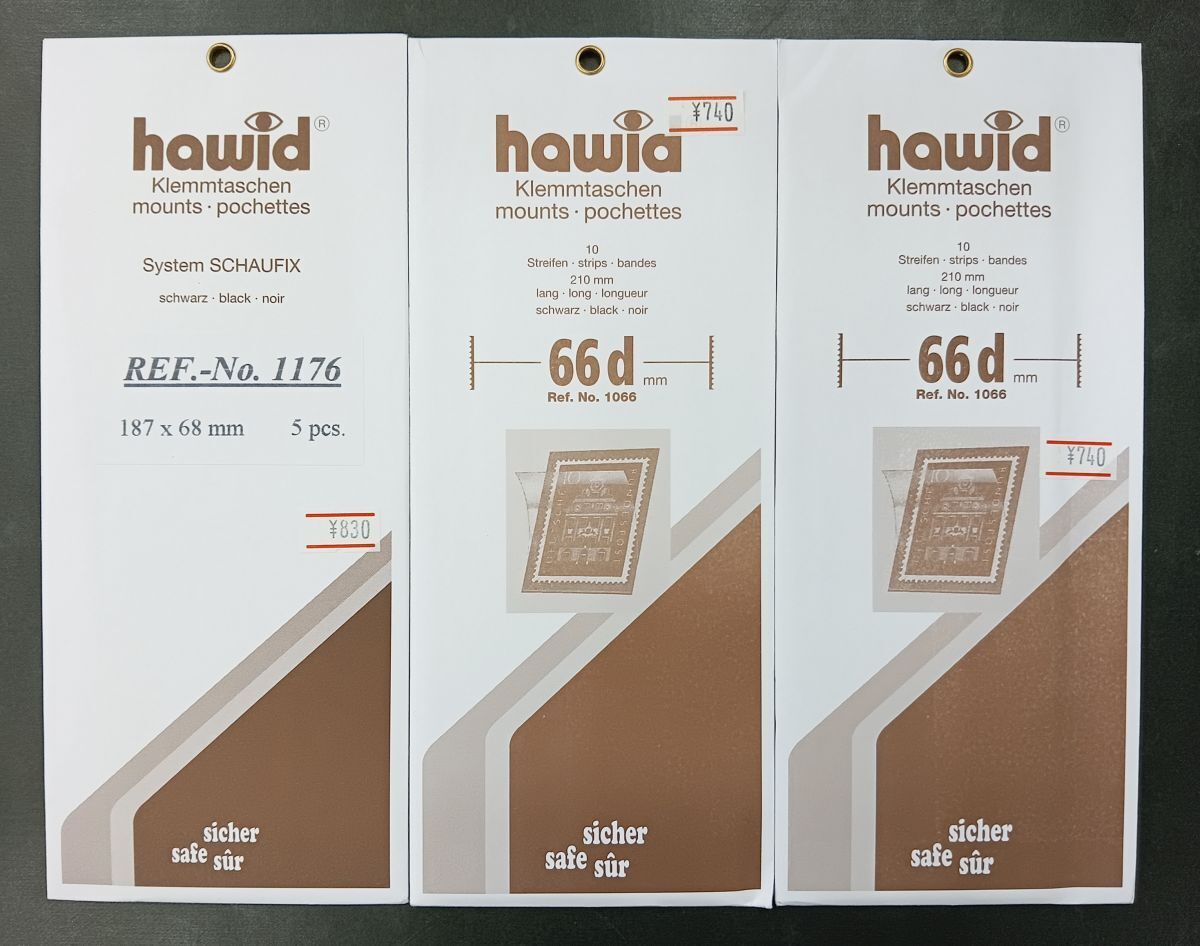 hawid®
Klemmtaschen
mounts · pochettes
System SCHAUFIX
schwarz · black · noir
REF.-No. 1176
187 x 68 mm 5 pcs.
¥830
sicher
safe sûr
hawid
¥740
Klemmtaschen
mounts · pochettes
10
Streifen · strips · bandes
210 mm
lang · long · longueur
schwarz · black · noir
66 d mm
Ref. No. 1066
10
sicher
safe sûr
hawid®
Klemmtaschen
mounts · pochettes
10
Streifen · strips · bandes
210 mm
lang · long · longueur
schwarz · black · noir
66 d mm
Ref. No. 1066
¥740
10
sicher
safe sûr